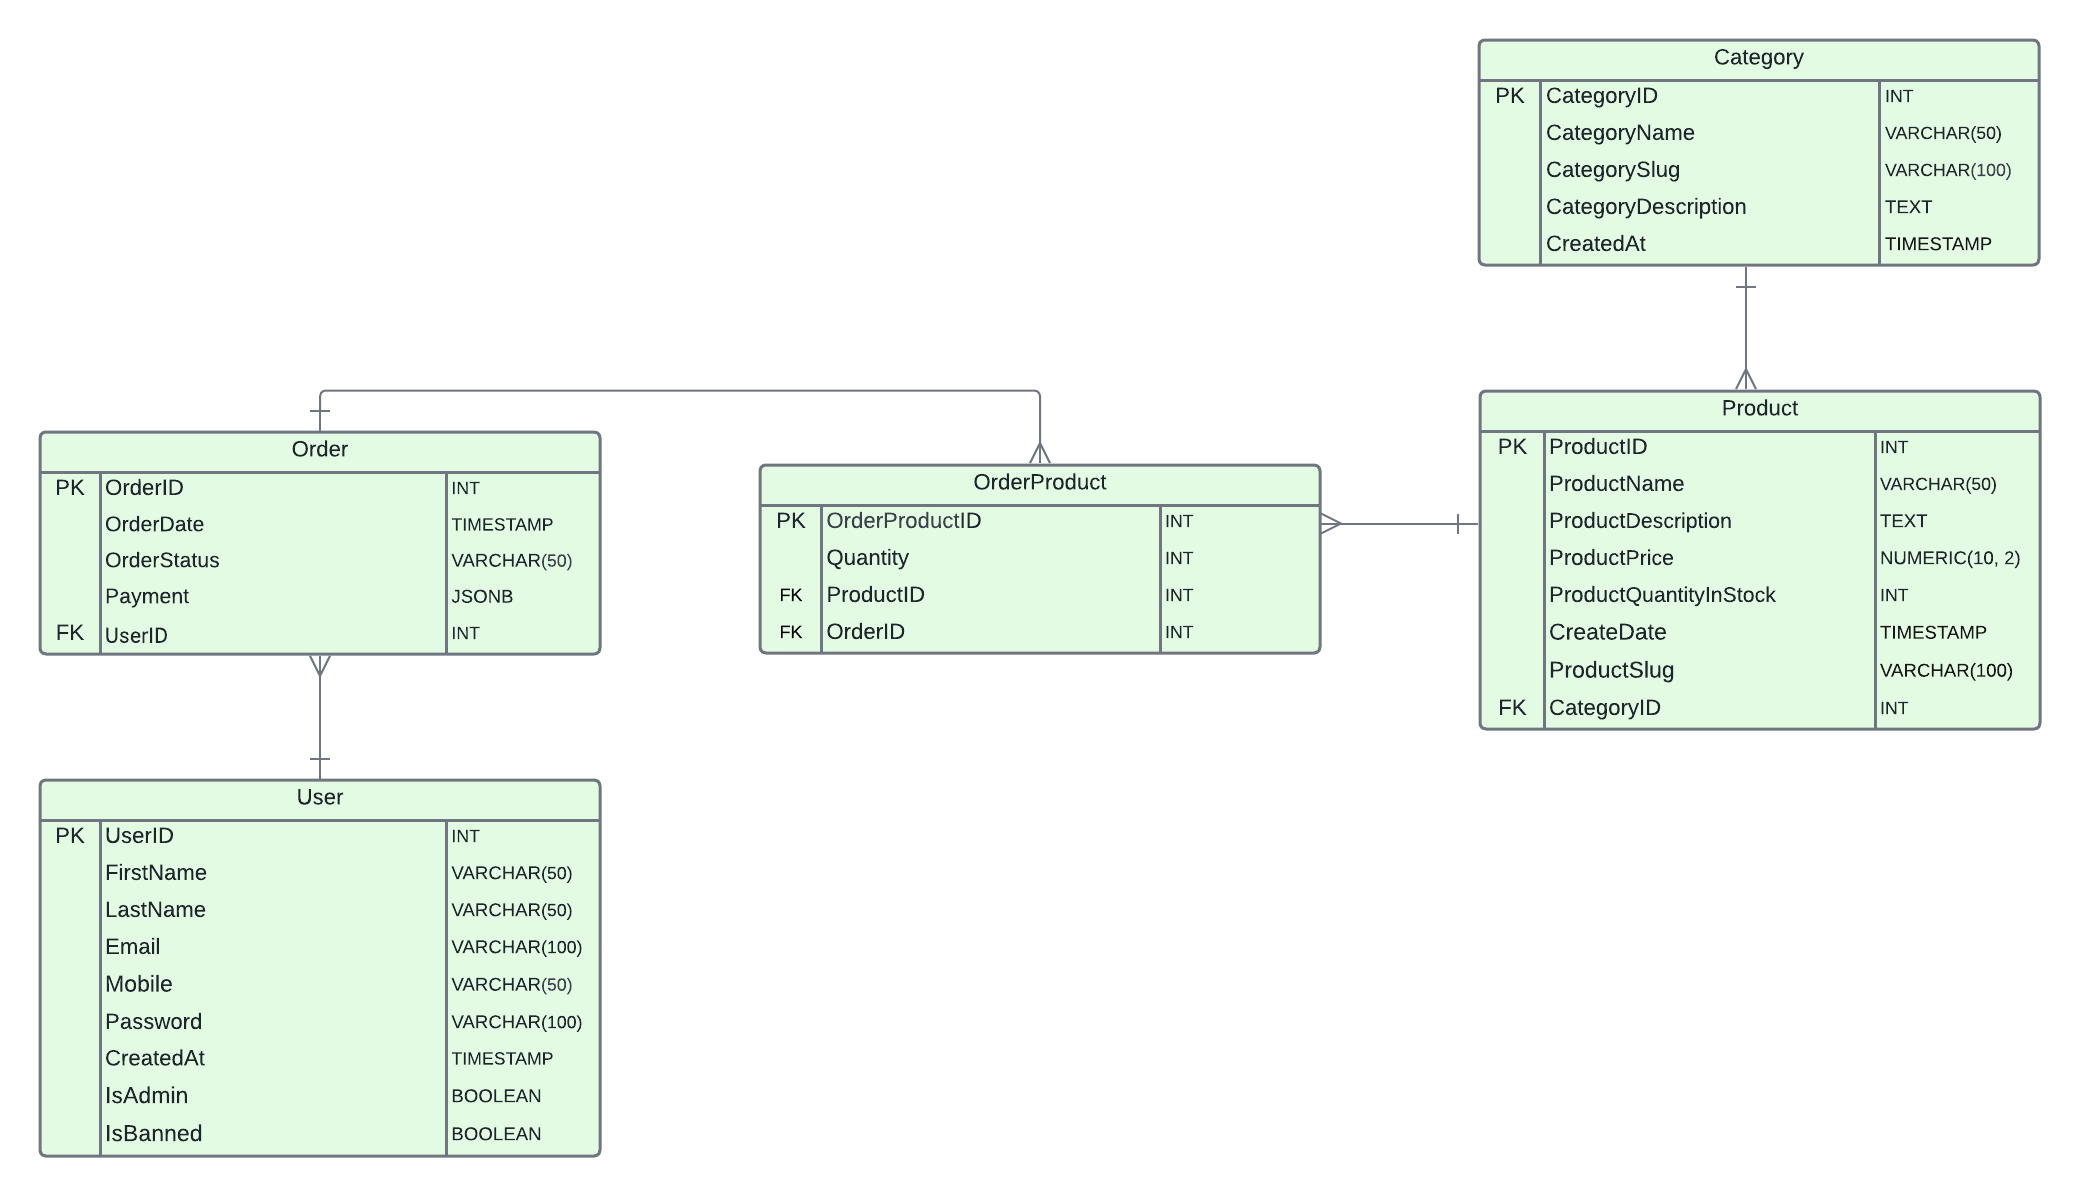 Category
PK CategoryID INT
CategoryName VARCHAR(50)
CategorySlug VARCHAR(100)
CategoryDescription TEXT
CreatedAt TIMESTAMP
Order
PK OrderID INT
OrderDate TIMESTAMP
OrderStatus VARCHAR(50)
Payment JSONB
FK UserID INT
OrderProduct
PK OrderProductID INT
Quantity INT
FK ProductID INT
FK OrderID INT
Product
PK ProductID INT
ProductName VARCHAR(50)
ProductDescription TEXT
ProductPrice NUMERIC(10, 2)
ProductQuantityInStock INT
CreateDate TIMESTAMP
ProductSlug VARCHAR(100)
FK CategoryID INT
User
PK UserID INT
FirstName VARCHAR(50)
LastName VARCHAR(50)
Email VARCHAR(100)
Mobile VARCHAR(50)
Password VARCHAR(100)
CreatedAt TIMESTAMP
IsAdmin BOOLEAN
IsBanned BOOLEAN